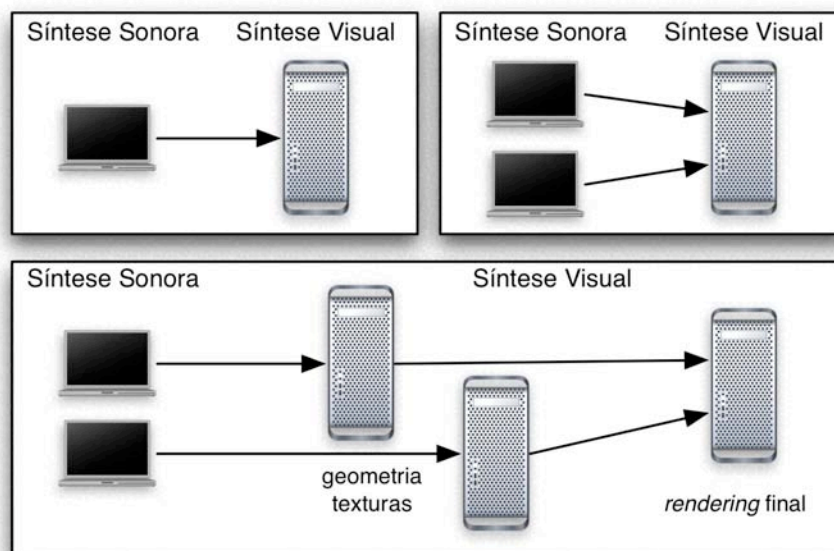 Síntese Sonora
Síntese Visual
Síntese Sonora
Síntese Visual
Síntese Sonora
Síntese Visual
geometria
texturas
rendering final